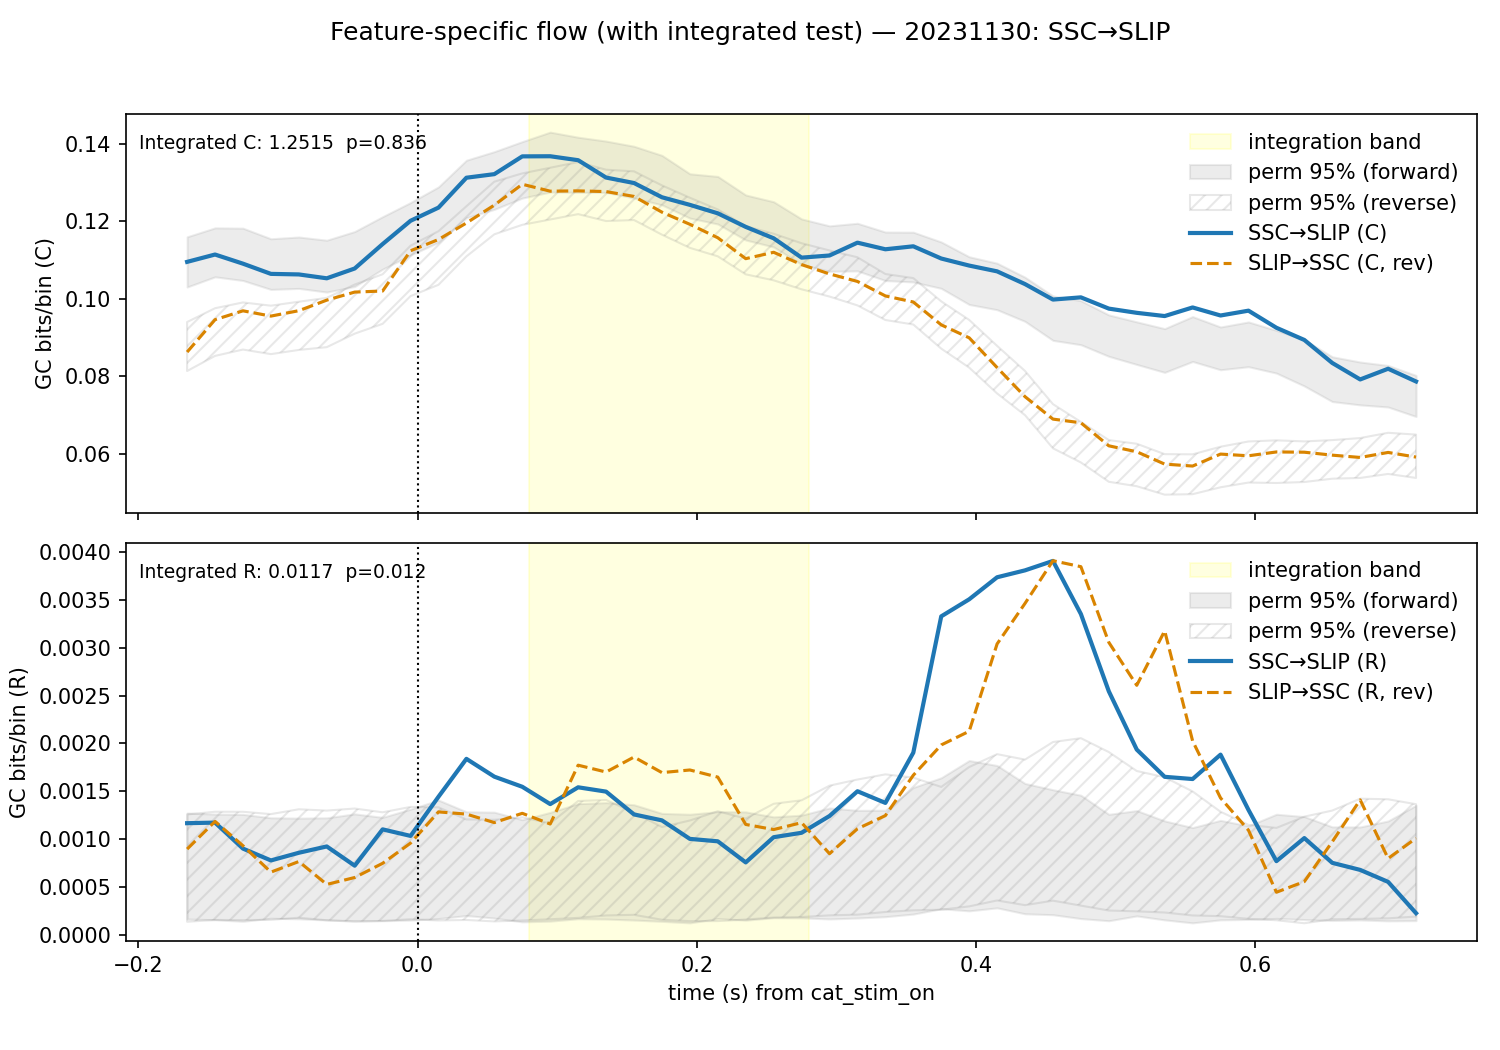 Feature-specific flow (with integrated test) — 20231130: SSC→SLIP
Integrated C: 1.2515  p=0.836
integration band
perm 95% (forward)
perm 95% (reverse)
SSC→SLIP (C)
SLIP→SSC (C, rev)
GC bits/bin (C)
0.14
0.12
0.10
0.08
0.06
Integrated R: 0.0117  p=0.012
integration band
perm 95% (forward)
perm 95% (reverse)
SSC→SLIP (R)
SLIP→SSC (R, rev)
GC bits/bin (R)
0.0040
0.0035
0.0030
0.0025
0.0020
0.0015
0.0010
0.0005
0.0000
−0.2 0.0 0.2 0.4 0.6
time (s) from cat_stim_on